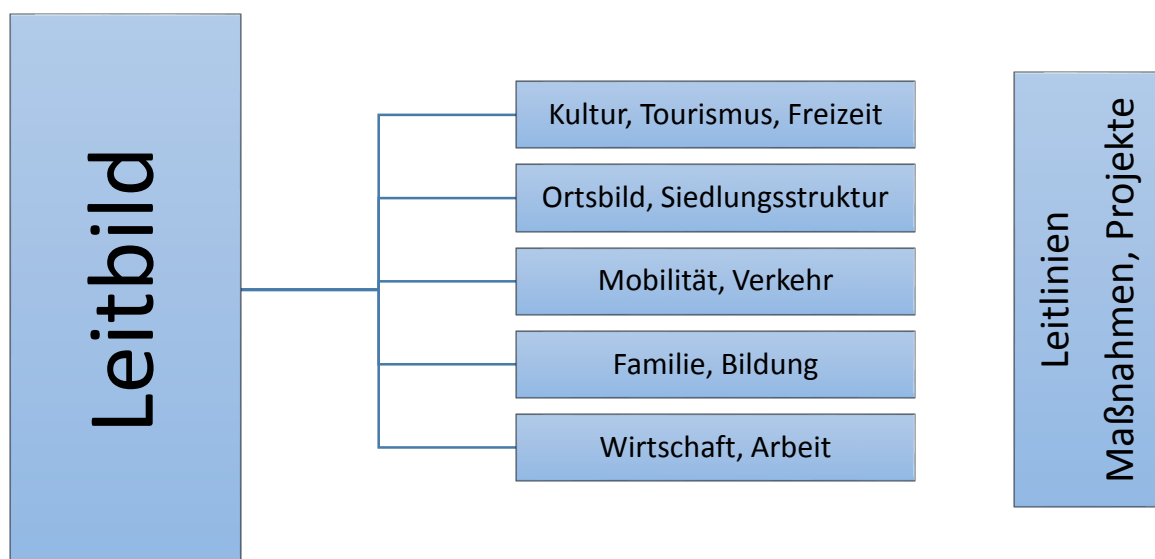 Leitbild
Kultur, Tourismus, Freizeit
Ortsbild, Siedlungsstruktur
Mobilität, Verkehr
Familie, Bildung
Wirtschaft, Arbeit
Leitlinien
Maßnahmen, Projekte